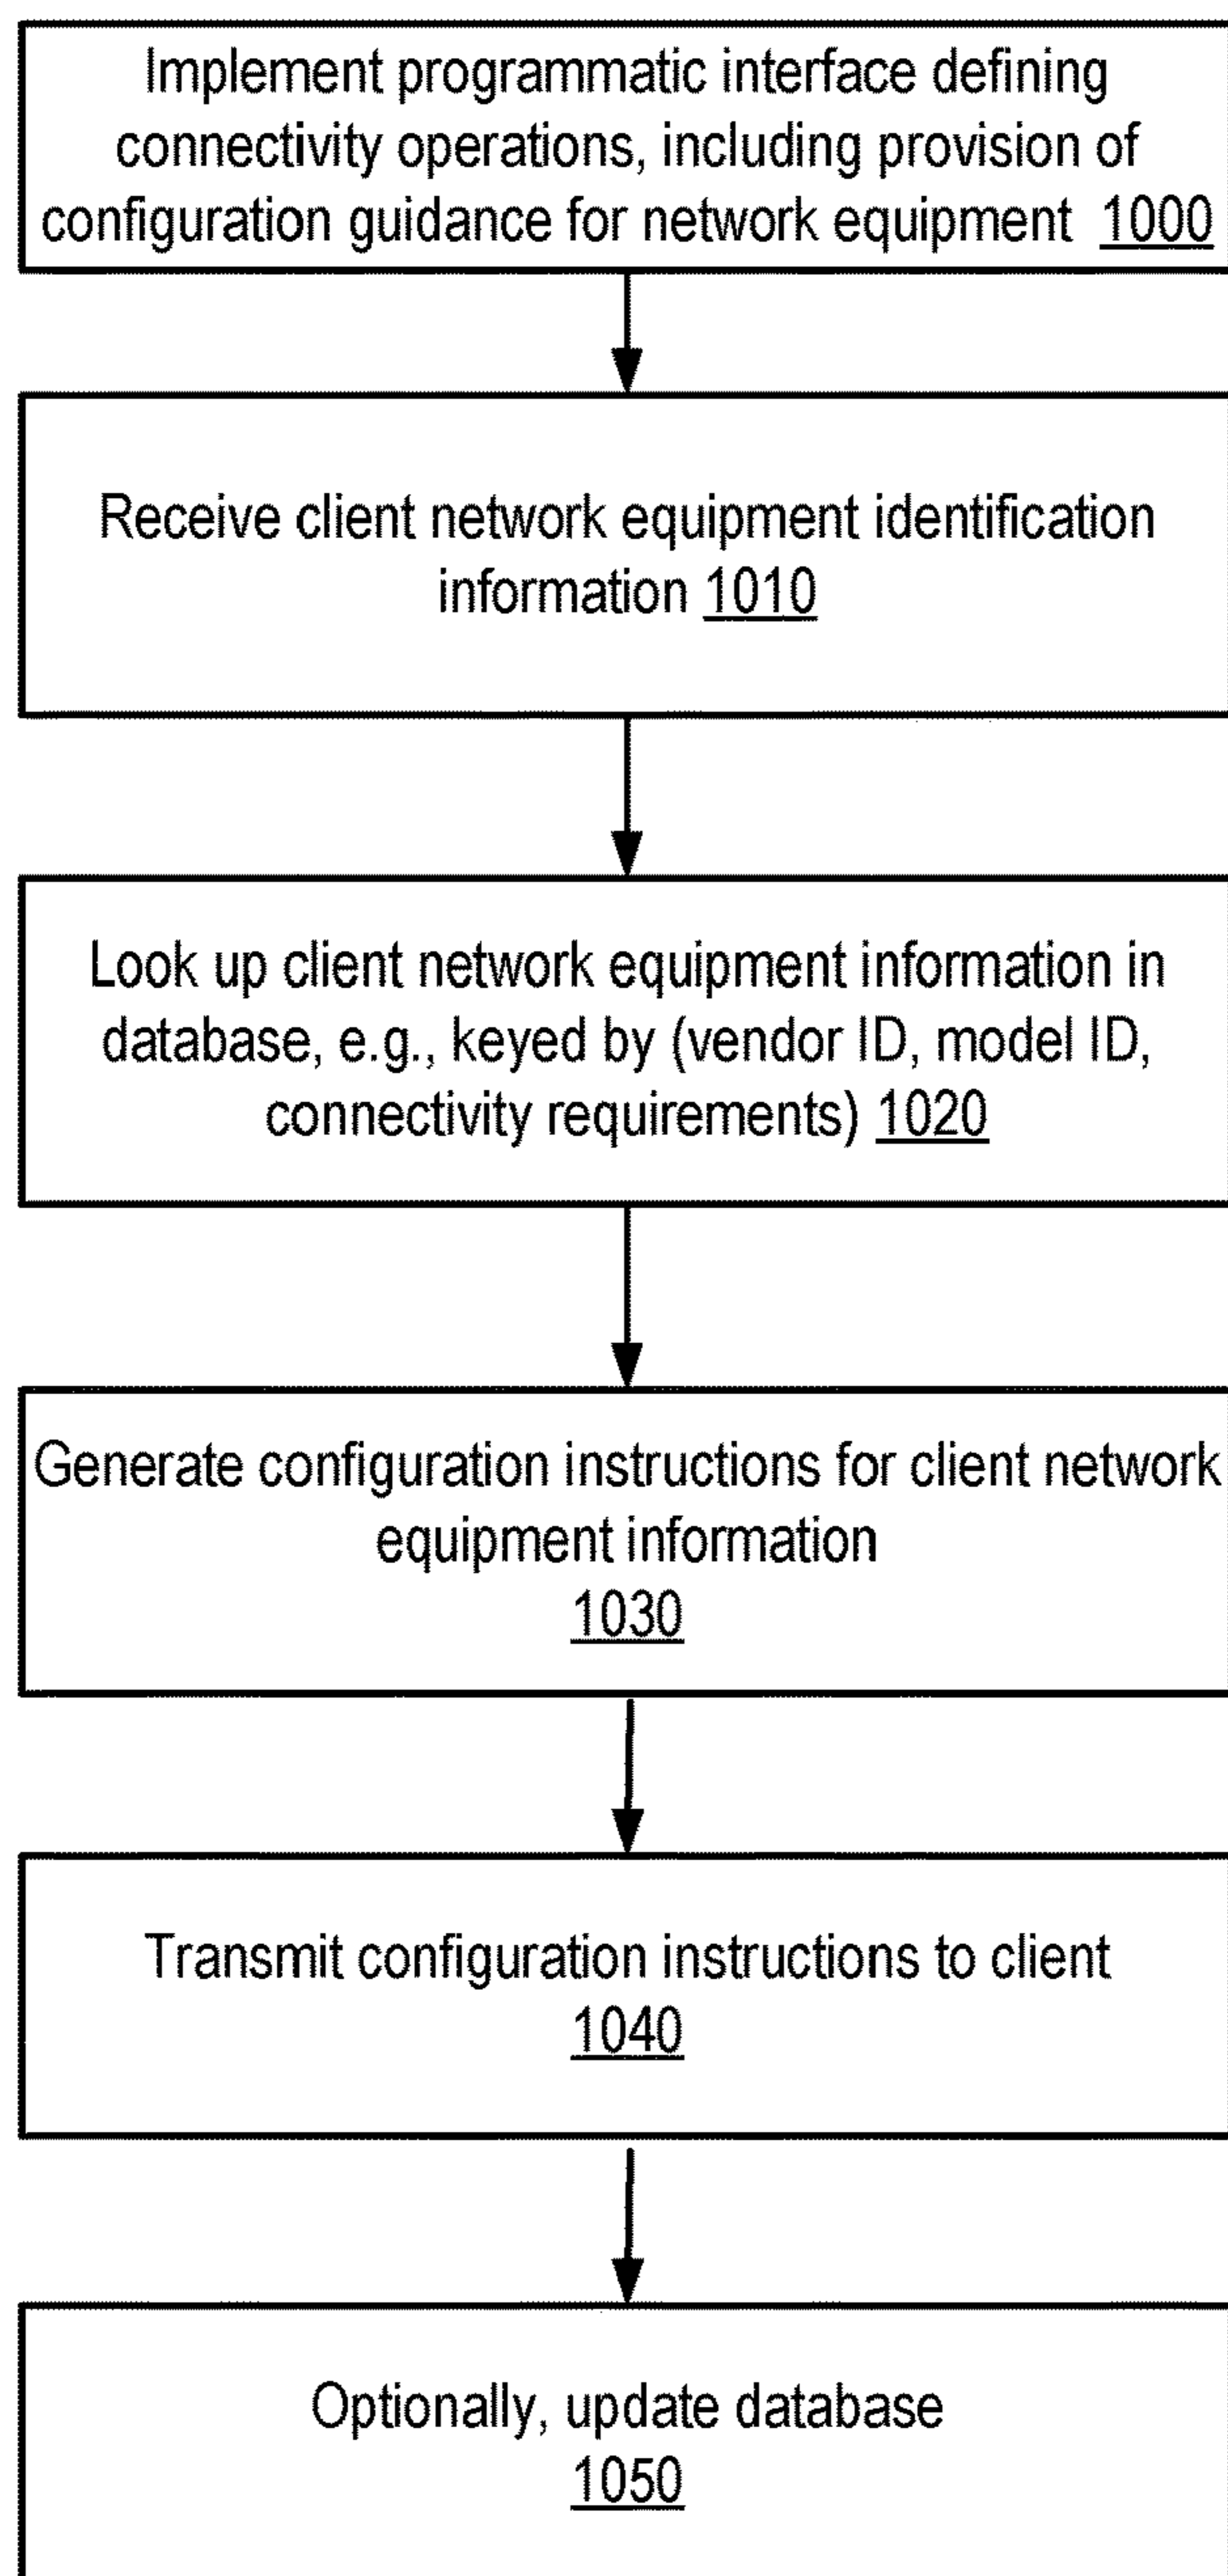 Implement programmatic interface defining
connectivity operations, including provision of
configuration guidance for network equipment 1000
Receive client network equipment identification
information 1010
Look up client network equipment information in
database, e.g., keyed by (vendor ID, model ID,
connectivity requirements) 1020
Generate configuration instructions for client network
equipment information
1030
Transmit configuration instructions to client
1040
Optionally, update database
1050